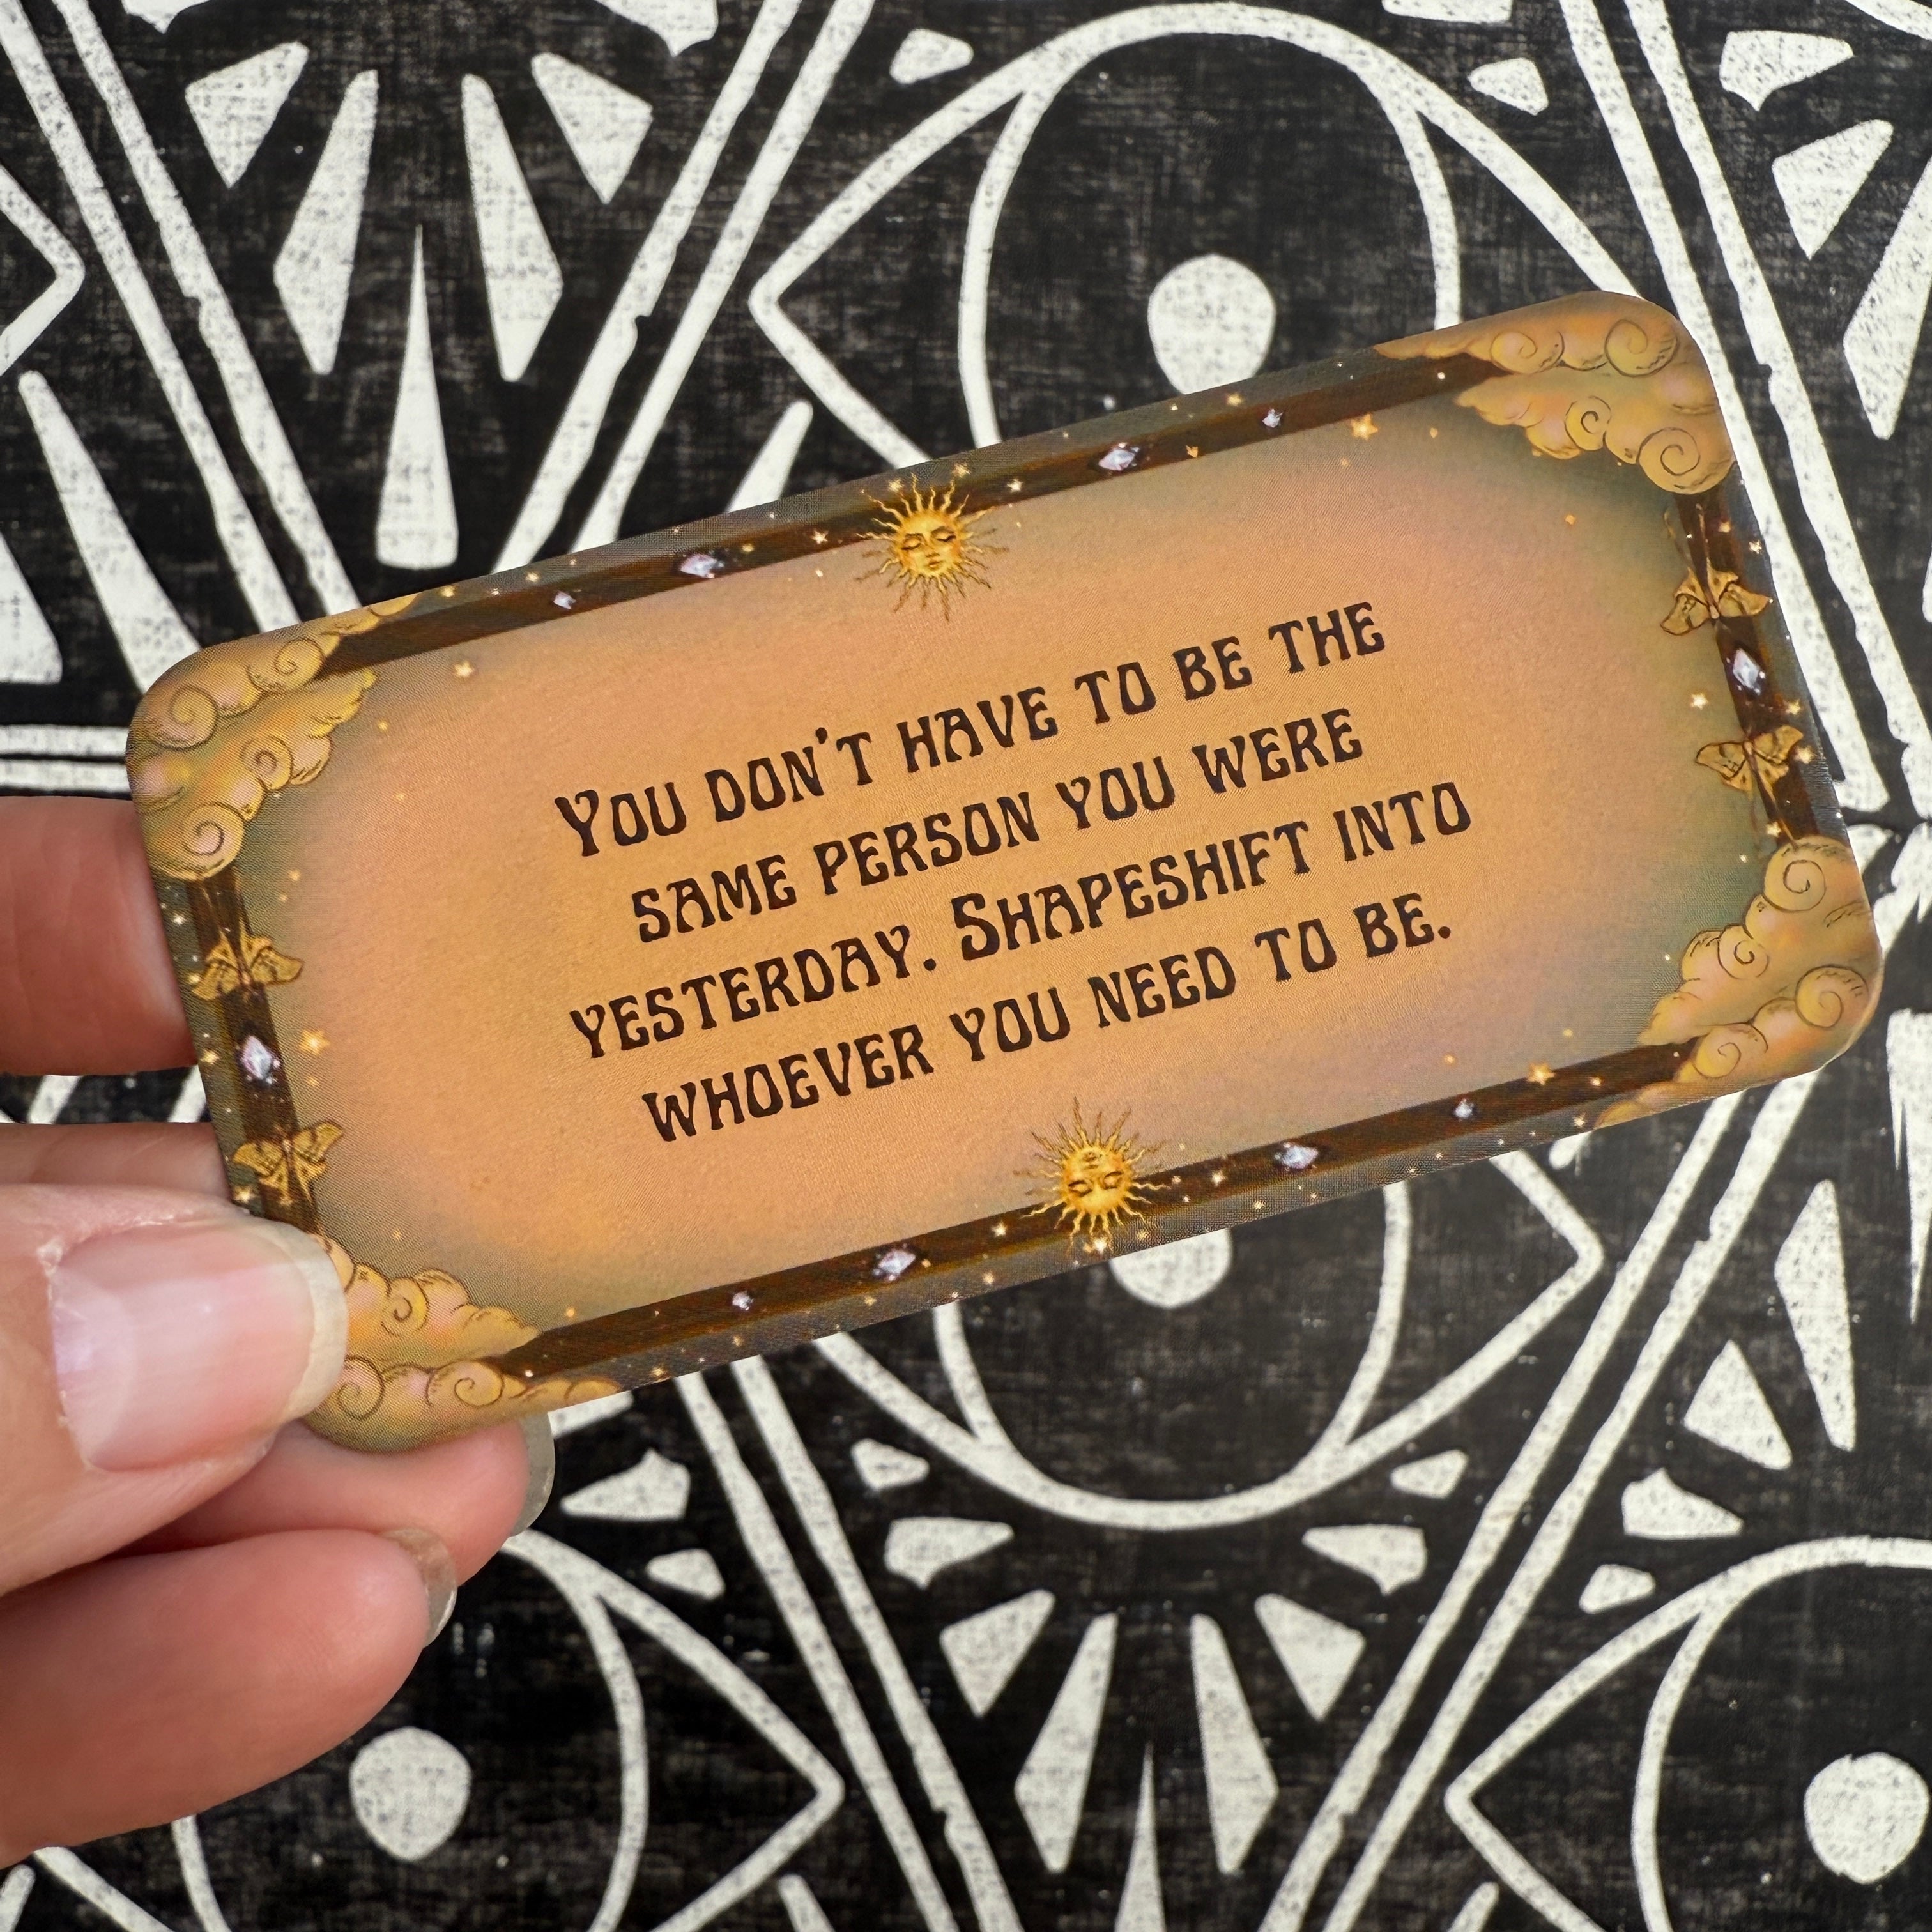 You don't have to be the
same person you were
yesterday. Shapeshift into
whoever you need to be.